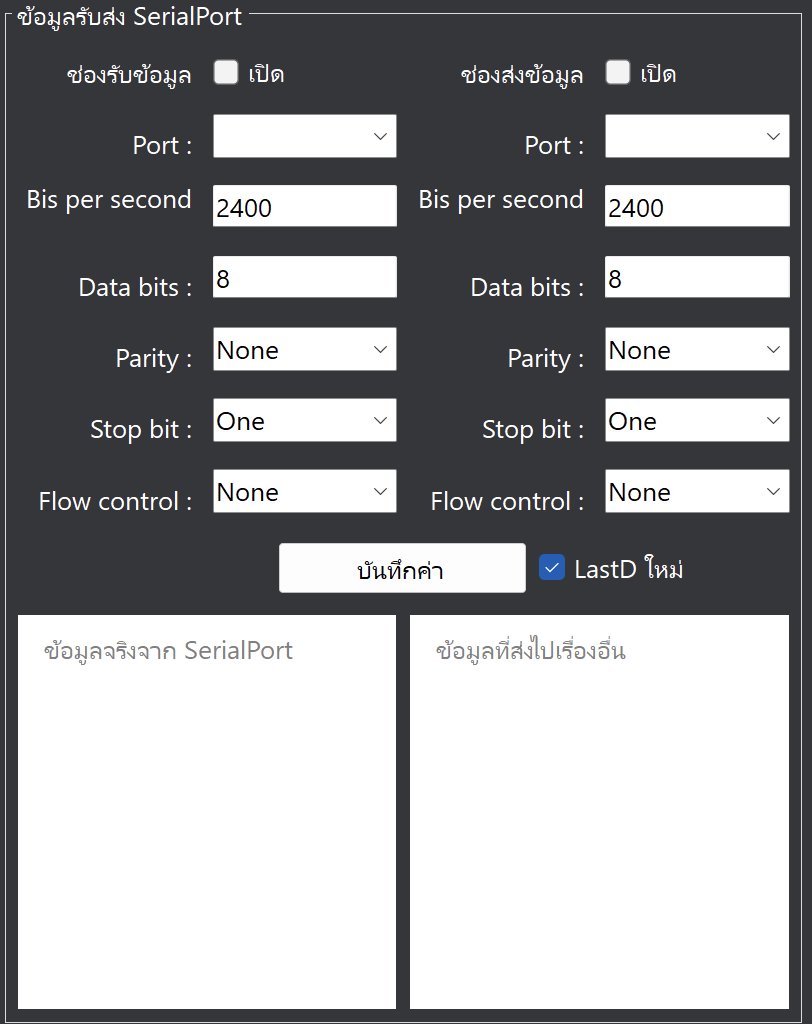 ข้อมูลรับส่ง SerialPort
ช่องรับข้อมูล เปิด ช่องส่งข้อมูล เปิด
Port : Port :
Bis per second 2400 Bis per second 2400
Data bits : 8 Data bits : 8
Parity : None Parity : None
Stop bit : One Stop bit : One
Flow control : None Flow control : None
บันทึกค่า LastD ใหม่
ข้อมูลจริงจาก SerialPort ข้อมูลที่ส่งไปเรื่องอื่น